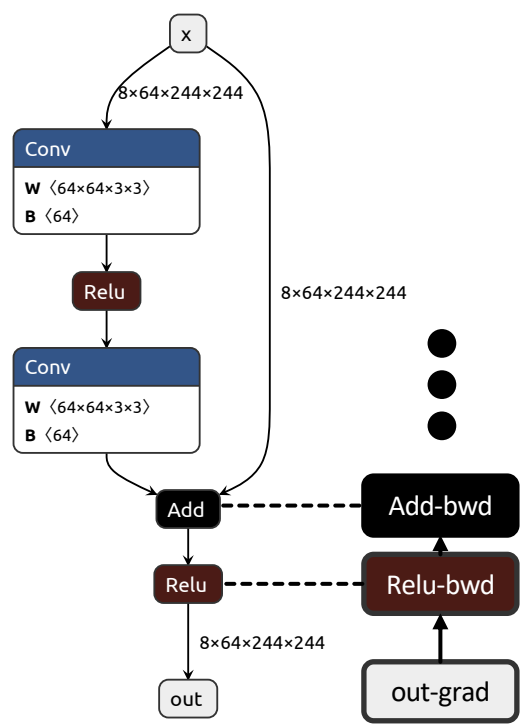 x
8×64×244×244
Conv
W 〈64×64×3×3〉
B 〈64〉
Relu
8×64×244×244
Conv
W 〈64×64×3×3〉
B 〈64〉
Add
Add-bwd
Relu
Relu-bwd
8×64×244×244
out
out-grad